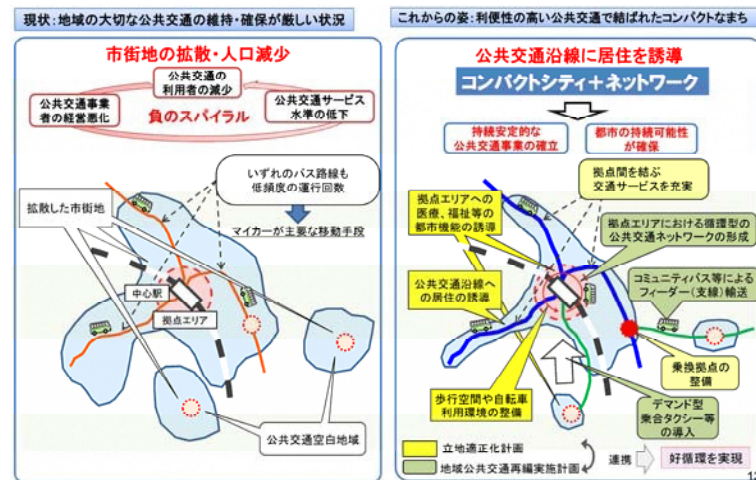 現状：地域の大切な公共交通の維持・確保が厳しい状況
市街地の拡散・人口減少
公共交通の
利用者の減少
公共交通事業
者の経営悪化
負のスパイラル
公共交通サービス
水準の低下
いずれのバス路線も
低頻度の運行回数
拡散した市街地
マイカーが主要な移動手段
中心駅
拠点エリア
公共交通空白地域
これからの姿：利便性の高い公共交通で結ばれたコンパクトなまち
公共交通沿線に居住を誘導
コンパクトシティ＋ネットワーク
持続安定的な
公共交通事業の確立
都市の持続可能性
が確保
拠点間を結ぶ
交通サービスを充実
拠点エリアへの
医療、福祉等の
都市機能の誘導
拠点エリアにおける循環型の
公共交通ネットワークの形成
公共交通沿線へ
の居住の誘導
コミュニティバス等による
フィーダー（支線）輸送
乗換拠点の
整備
歩行空間や自転車
利用環境の整備
デマンド型
乗合タクシー等
の導入
立地適正化計画
地域公共交通再編実施計画
連携
好循環を実現